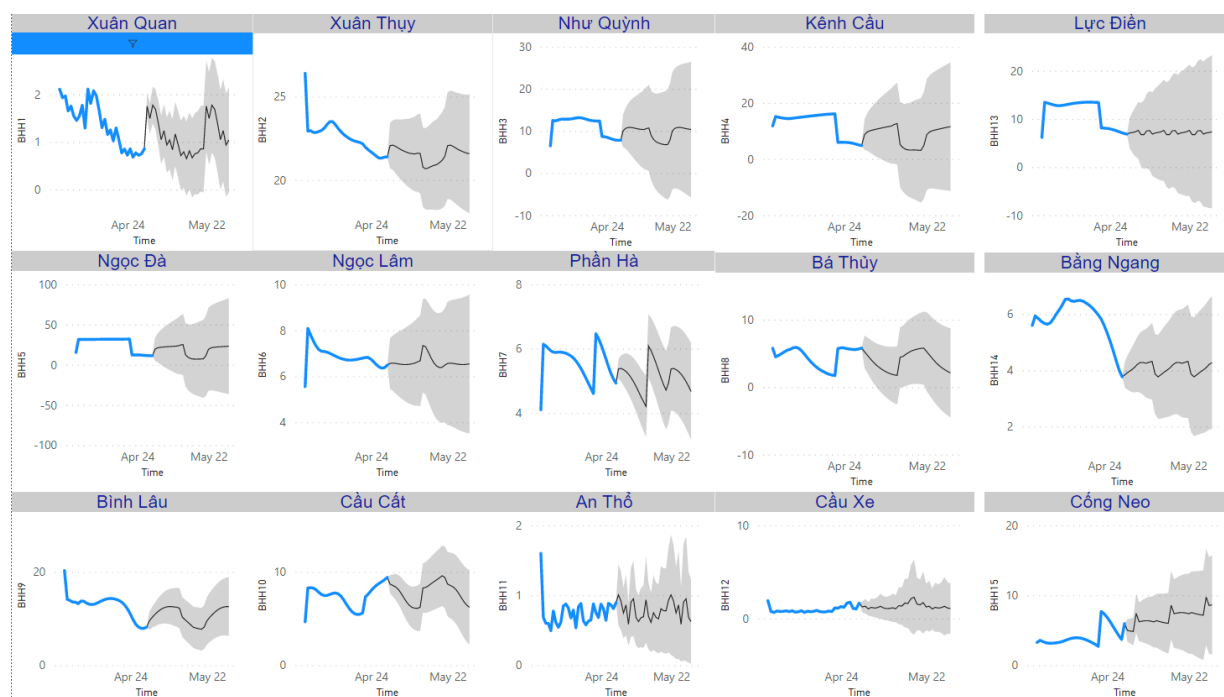 Xuân Quan
BHH1
2
1
0
Apr 24
May 22
Time
Xuân Thụy
BHH2
25
20
Apr 24
May 22
Time
Như Quỳnh
BHH3
30
20
10
0
-10
Apr 24
May 22
Time
Kênh Cầu
BHH4
40
20
0
-20
Apr 24
May 22
Time
Lực Điền
BHH13
20
10
0
-10
Apr 24
May 22
Time
Ngọc Đà
BHH5
100
50
0
-50
-100
Apr 24
May 22
Time
Ngọc Lâm
BHH6
10
8
6
4
Apr 24
May 22
Time
Phần Hà
BHH7
8
6
4
Apr 24
May 22
Time
Bá Thủy
BHH8
10
0
-10
Apr 24
May 22
Time
Bằng Ngang
BHH14
6
4
2
Apr 24
May 22
Time
Bình Lâu
BHH9
20
0
Apr 24
May 22
Time
Cầu Cất
BHH10
10
0
Apr 24
May 22
Time
An Thổ
BHH11
2
1
0
Apr 24
May 22
Time
Cầu Xe
BHH12
10
0
Apr 24
May 22
Time
Cống Neo
BHH15
20
10
0
Apr 24
May 22
Time